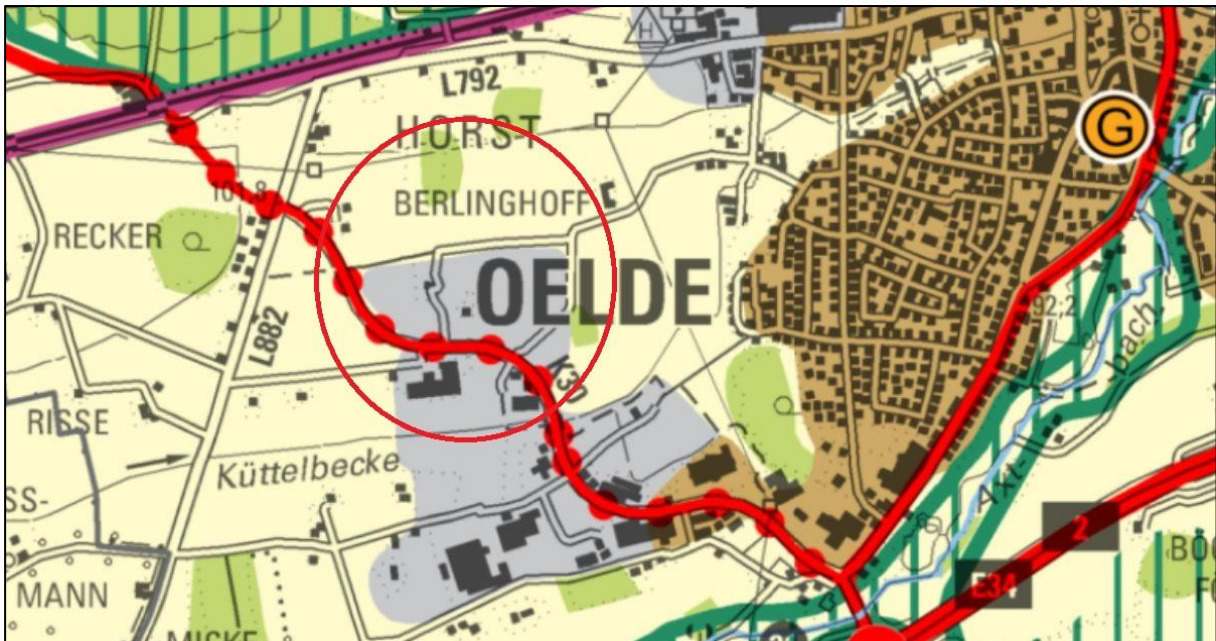 H
L792
HORST
G
101,8
BERLINGHOFF
RECKER
OELDE
L882
92,2
K30
Axt-
bach
RISSE
Küttelbecke
SS-
2
E34
MANN